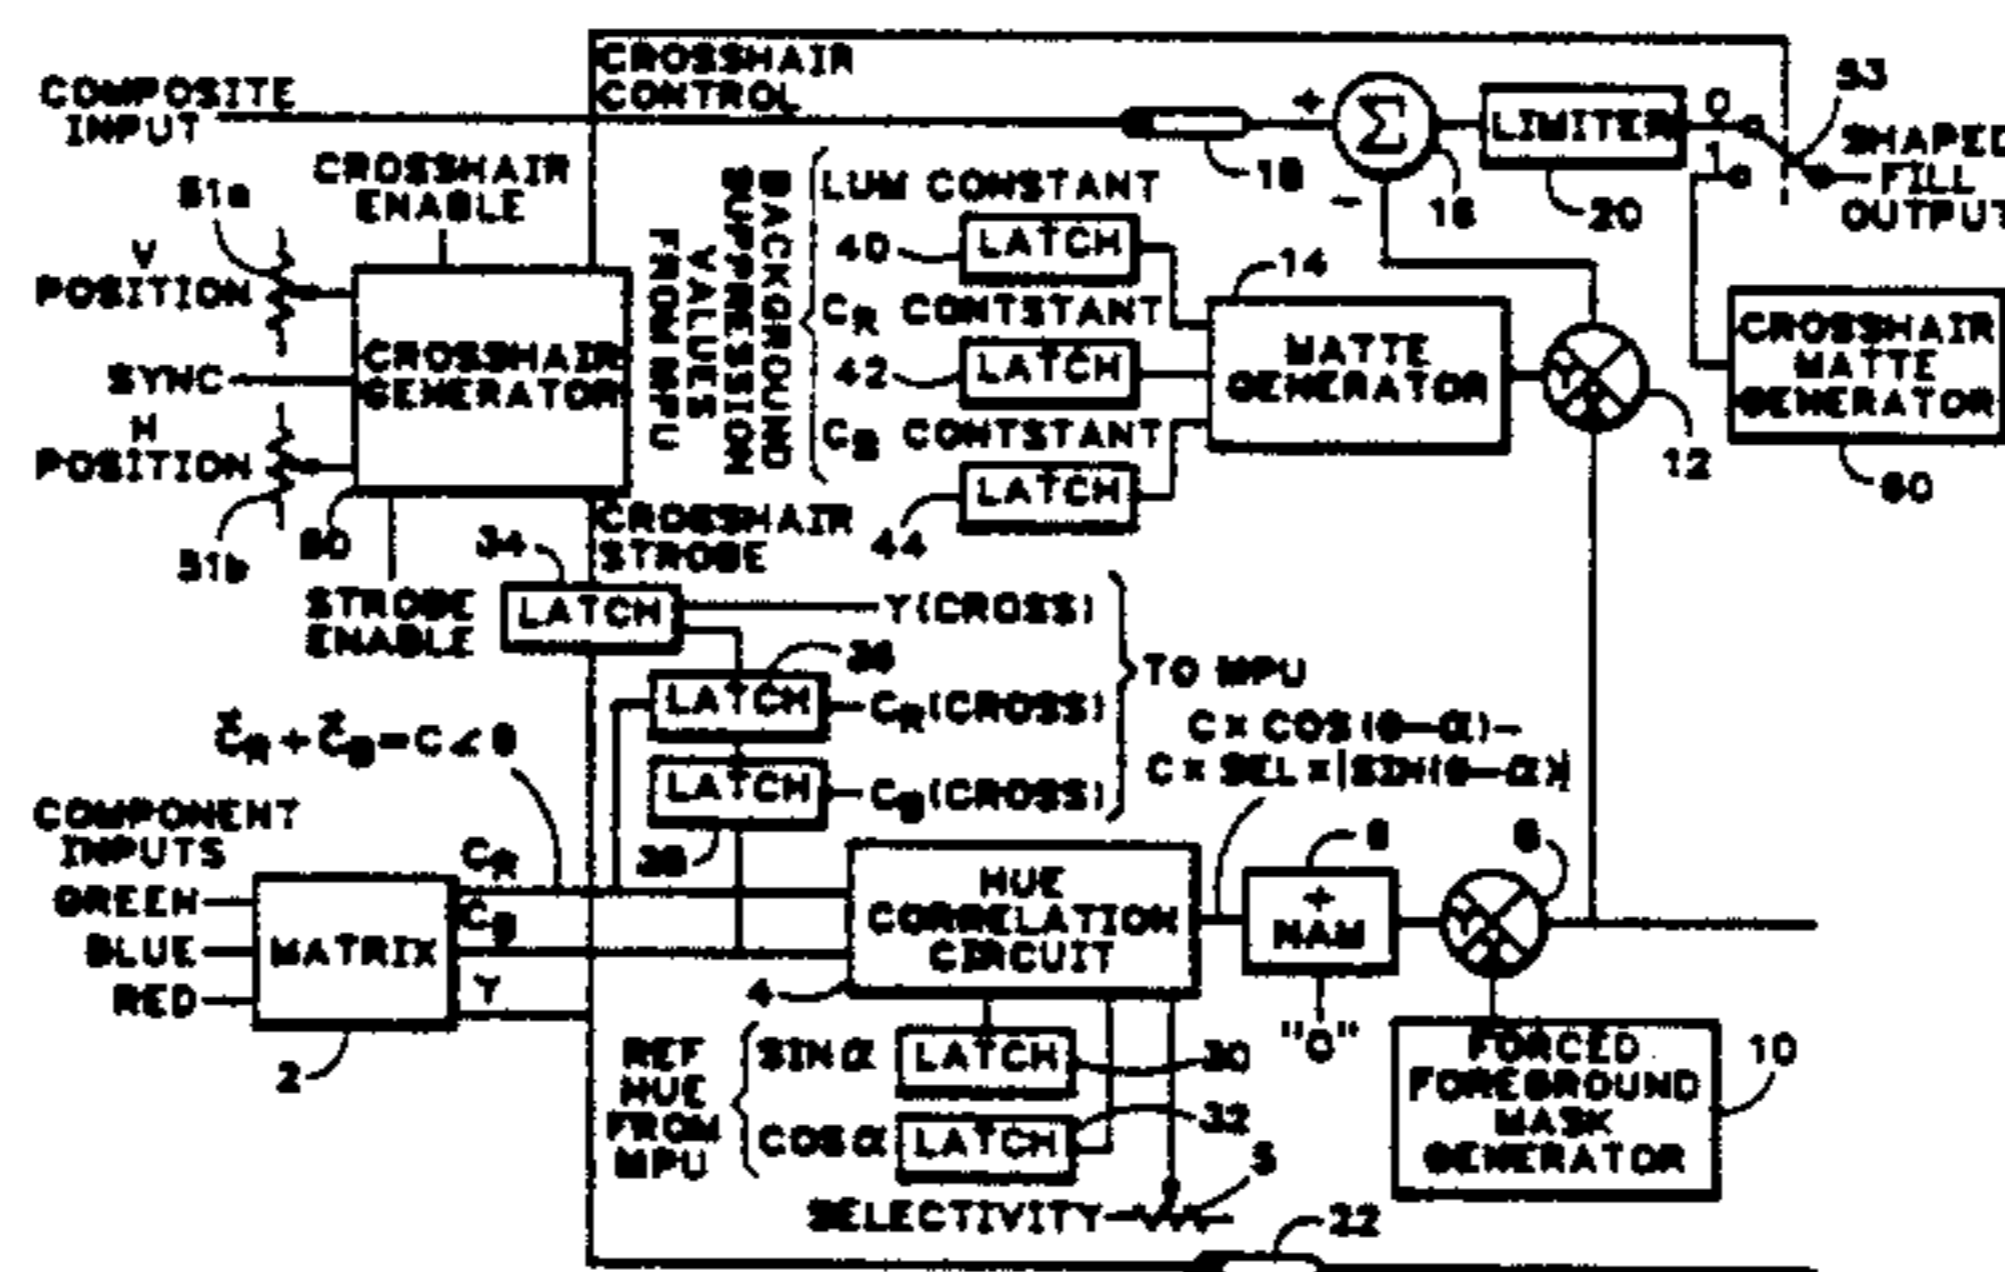 CROSSHAIR
CONTROL
COMPOSITE
INPUT
+
Σ
LIMITER
0
1
53
SHAPED
FILL
OUTPUT
18
16
20
-
51a
CROSSHAIR
ENABLE
V
POSITION
SYNC
H
POSITION
51b
CROSSHAIR
GENERATOR
50
STROBE
ENABLE
BACKGROUND
SUPPRESSION
VALUES
FROM MPU
LUM CONSTANT
40
LATCH
CR CONTSTANT
42
LATCH
CB CONTSTANT
44
LATCH
14
MATTE
GENERATOR
12
CROSSHAIR
MATTE
GENERATOR
60
CROSSHAIR
STROBE
34
LATCH
Y(CROSS)
36
LATCH
CR(CROSS)
LATCH
CB(CROSS)
38
TO MPU
C⃗R + C⃗B = C∠θ
C x COS (θ-α) -
C x SEL x |SIN(θ-α)|
COMPONENT
INPUTS
GREEN
BLUE
RED
MATRIX
2
CR
CB
Y
HUE
CORRELATION
CIRCUIT
4
8
+
NAM
"0"
6
FORCED
FOREGROUND
MASK
GENERATOR
10
REF
HUE
FROM
MPU
SIN α
LATCH
30
COS α
LATCH
32
SELECTIVITY
22